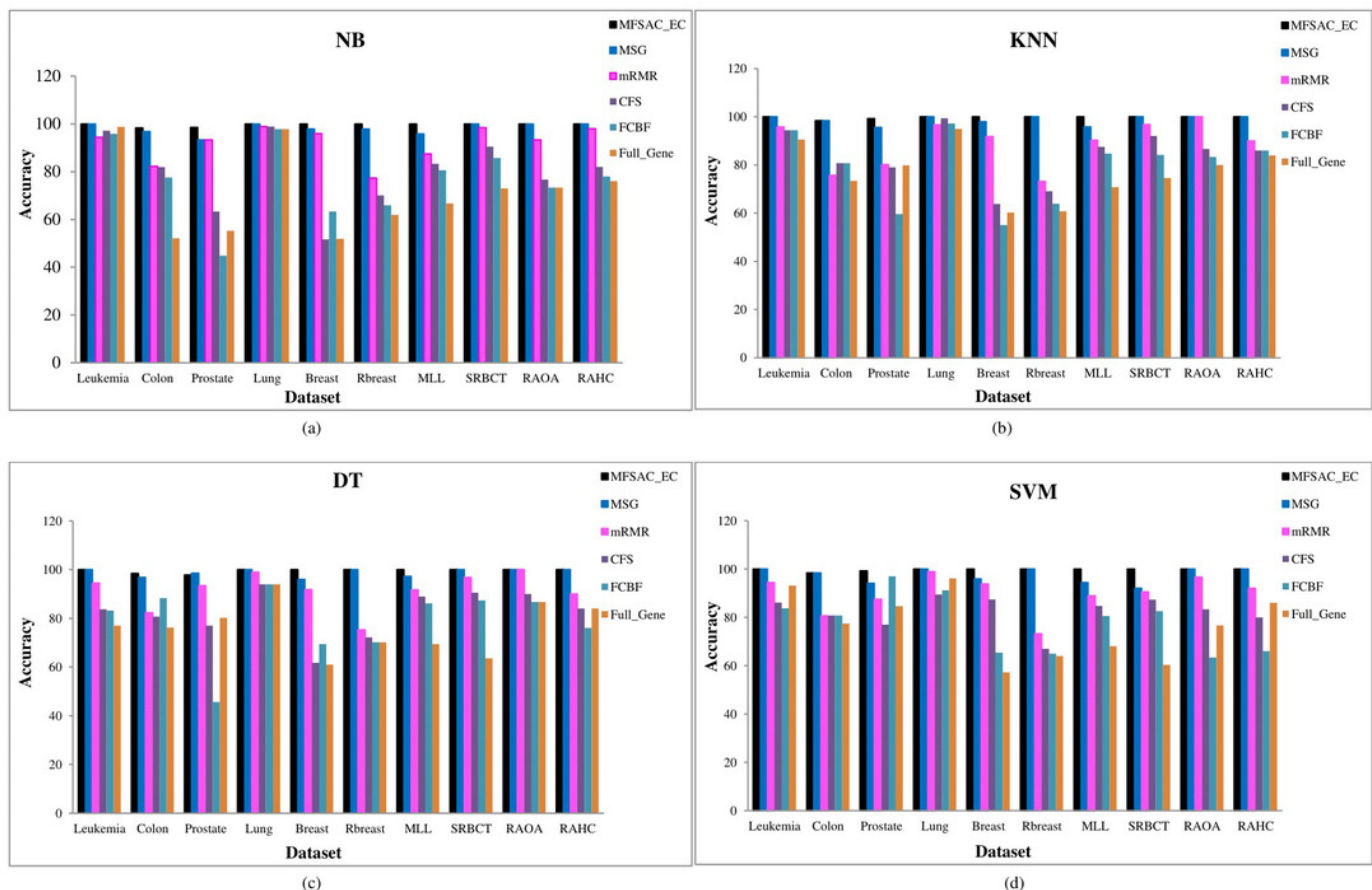 NB
MFSAC_EC
MSG
mRMR
CFS
FCBF
Full_Gene
120
100
80
60
40
20
0
Accuracy
Leukemia Colon Prostate Lung Breast Rbreast MLL SRBCT RAOA RAHC
Dataset
(a)
KNN
MFSAC_EC
MSG
mRMR
CFS
FCBF
Full_Gene
120
100
80
60
40
20
0
Accuracy
Leukemia Colon Prostate Lung Breast Rbreast MLL SRBCT RAOA RAHC
Dataset
(b)
DT
MFSAC_EC
MSG
mRMR
CFS
FCBF
Full_Gene
120
100
80
60
40
20
0
Accuracy
Leukemia Colon Prostate Lung Breast Rbreast MLL SRBCT RAOA RAHC
Dataset
(c)
SVM
MFSAC_EC
MSG
mRMR
CFS
FCBF
Full_Gene
120
100
80
60
40
20
0
Accuracy
Leukemia Colon Prostate Lung Breast Rbreast MLL SRBCT RAOA RAHC
Dataset
(d)